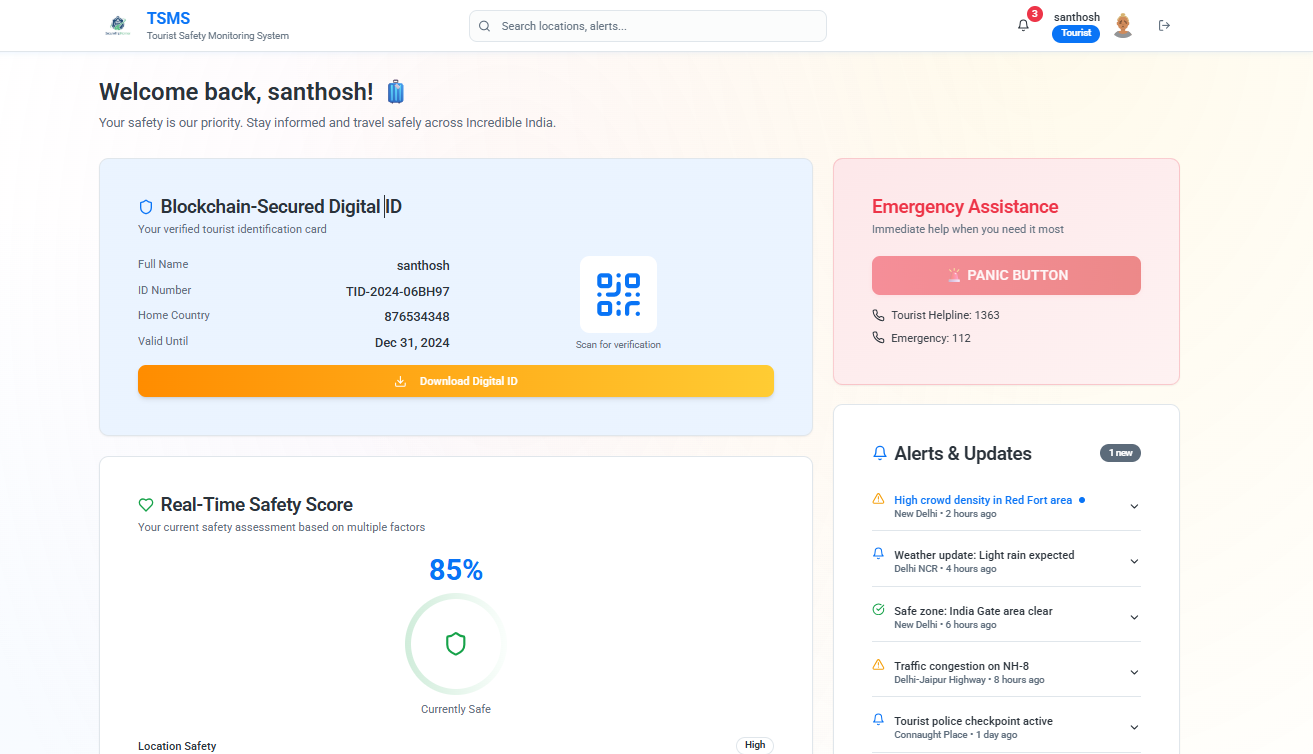 TSMS
Tourist Safety Monitoring System
Search locations, alerts...
3
santhosh
Tourist
Welcome back, santhosh!
Your safety is our priority. Stay informed and travel safely across Incredible India.
Blockchain-Secured Digital ID
Your verified tourist identification card
Full Name santhosh
ID Number TID-2024-06BH97
Home Country 876534348
Valid Until Dec 31, 2024
Scan for verification
Download Digital ID
Emergency Assistance
Immediate help when you need it most
PANIC BUTTON
Tourist Helpline: 1363
Emergency: 112
Real-Time Safety Score
Your current safety assessment based on multiple factors
85%
Currently Safe
Location Safety High
Alerts & Updates 1 new
High crowd density in Red Fort area
New Delhi • 2 hours ago
Weather update: Light rain expected
Delhi NCR • 4 hours ago
Safe zone: India Gate area clear
New Delhi • 6 hours ago
Traffic congestion on NH-8
Delhi-Jaipur Highway • 8 hours ago
Tourist police checkpoint active
Connaught Place • 1 day ago